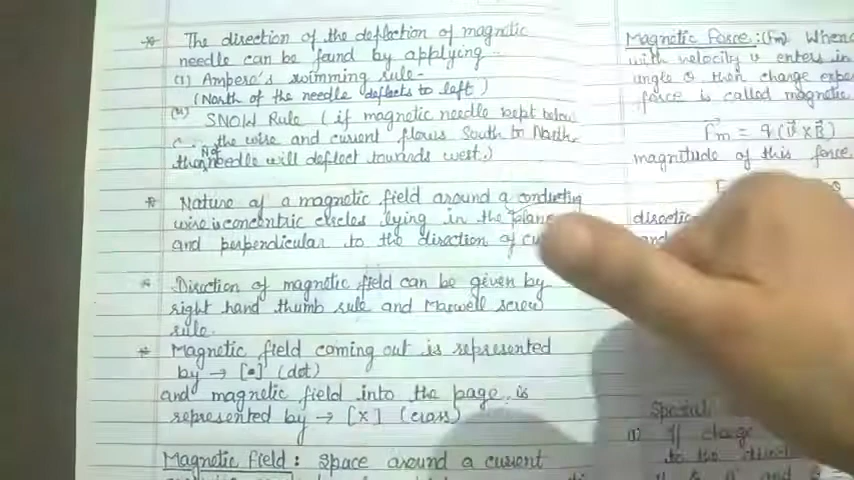 The direction of the deflection of magnetic
needle can be found by applying -
(i) Ampere's swimming rule -
(North of the needle deflects to left)
(ii) SNOW Rule (if magnetic needle kept below
the wire and current flows South to North
than North needle will deflect towards west.)
Nature of a magnetic field around a conducting
wire is concentric circles lying in the plane
and perpendicular to the direction of
Direction of magnetic field can be given by
right hand thumb rule and Maxwell screw
rule.
Magnetic field coming out is represented
by → [•] (dot)
and magnetic field into the page is
represented by → [x] (cross)
Magnetic field: Space around a current
Magnetic force: (Fm) When
with velocity v enters in
angle θ then charge
force is called magnetic
Fm = q (v⃗ x B⃗)
magnitude of this force
Special
(i) If charge
to the